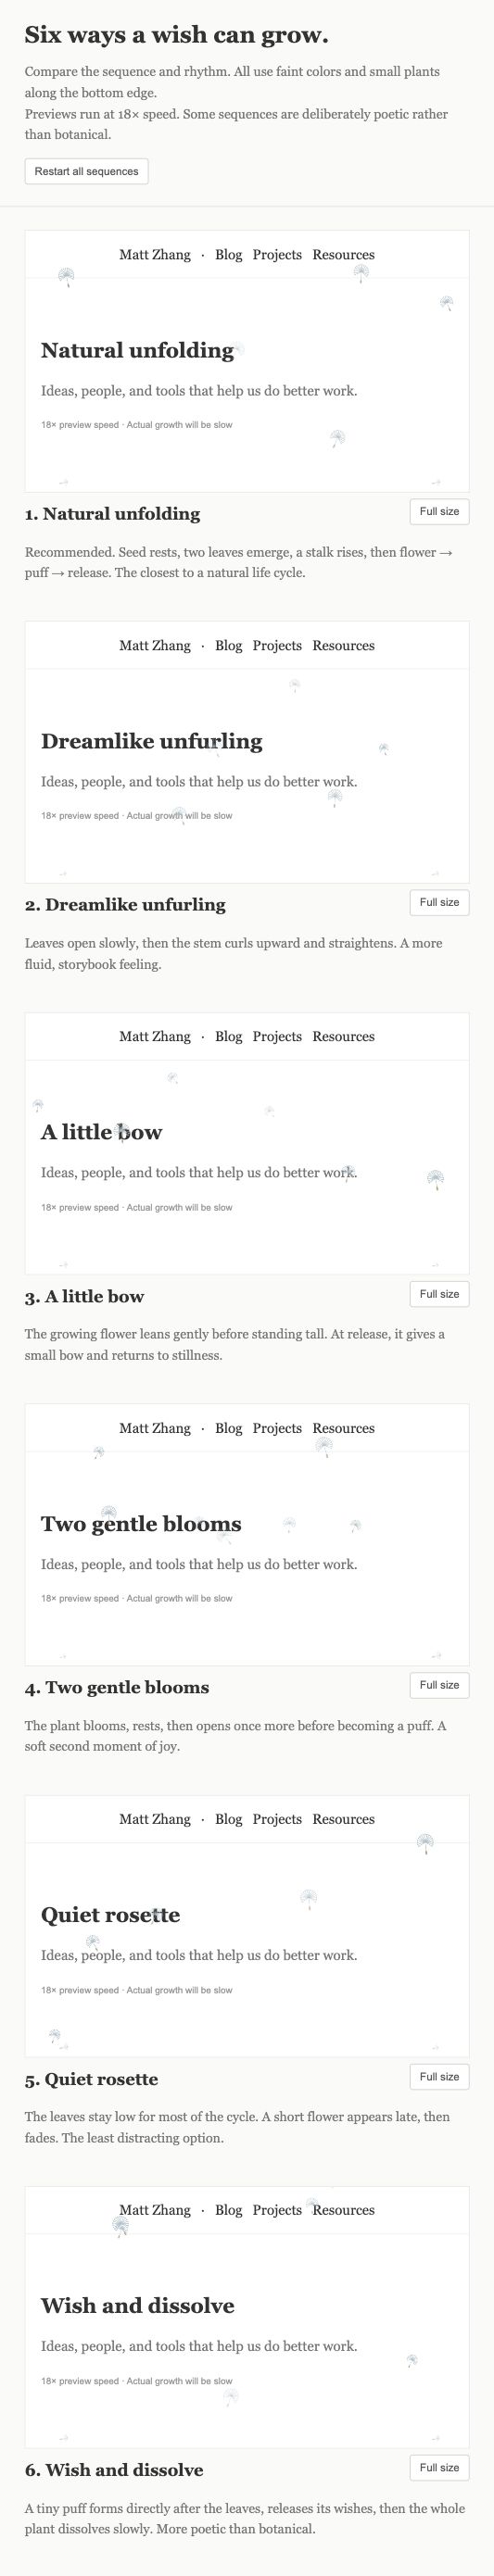 Six ways a wish can grow.
Compare the sequence and rhythm. All use faint colors and small plants
along the bottom edge.
Previews run at 18× speed. Some sequences are deliberately poetic rather
than botanical.
Restart all sequences
Matt Zhang · Blog Projects Resources
Natural unfolding
Ideas, people, and tools that help us do better work.
18× preview speed · Actual growth will be slow
1. Natural unfolding
Full size
Recommended. Seed rests, two leaves emerge, a stalk rises, then flower →
puff → release. The closest to a natural life cycle.
Matt Zhang · Blog Projects Resources
Dreamlike unfurling
Ideas, people, and tools that help us do better work.
18× preview speed · Actual growth will be slow
2. Dreamlike unfurling
Full size
Leaves open slowly, then the stem curls upward and straightens. A more
fluid, storybook feeling.
Matt Zhang · Blog Projects Resources
A little bow
Ideas, people, and tools that help us do better work.
18× preview speed · Actual growth will be slow
3. A little bow
Full size
The growing flower leans gently before standing tall. At release, it gives a
small bow and returns to stillness.
Matt Zhang · Blog Projects Resources
Two gentle blooms
Ideas, people, and tools that help us do better work.
18× preview speed · Actual growth will be slow
4. Two gentle blooms
Full size
The plant blooms, rests, then opens once more before becoming a puff. A
soft second moment of joy.
Matt Zhang · Blog Projects Resources
Quiet rosette
Ideas, people, and tools that help us do better work.
18× preview speed · Actual growth will be slow
5. Quiet rosette
Full size
The leaves stay low for most of the cycle. A short flower appears late, then
fades. The least distracting option.
Matt Zhang · Blog Projects Resources
Wish and dissolve
Ideas, people, and tools that help us do better work.
18× preview speed · Actual growth will be slow
6. Wish and dissolve
Full size
A tiny puff forms directly after the leaves, releases its wishes, then the whole
plant dissolves slowly. More poetic than botanical.